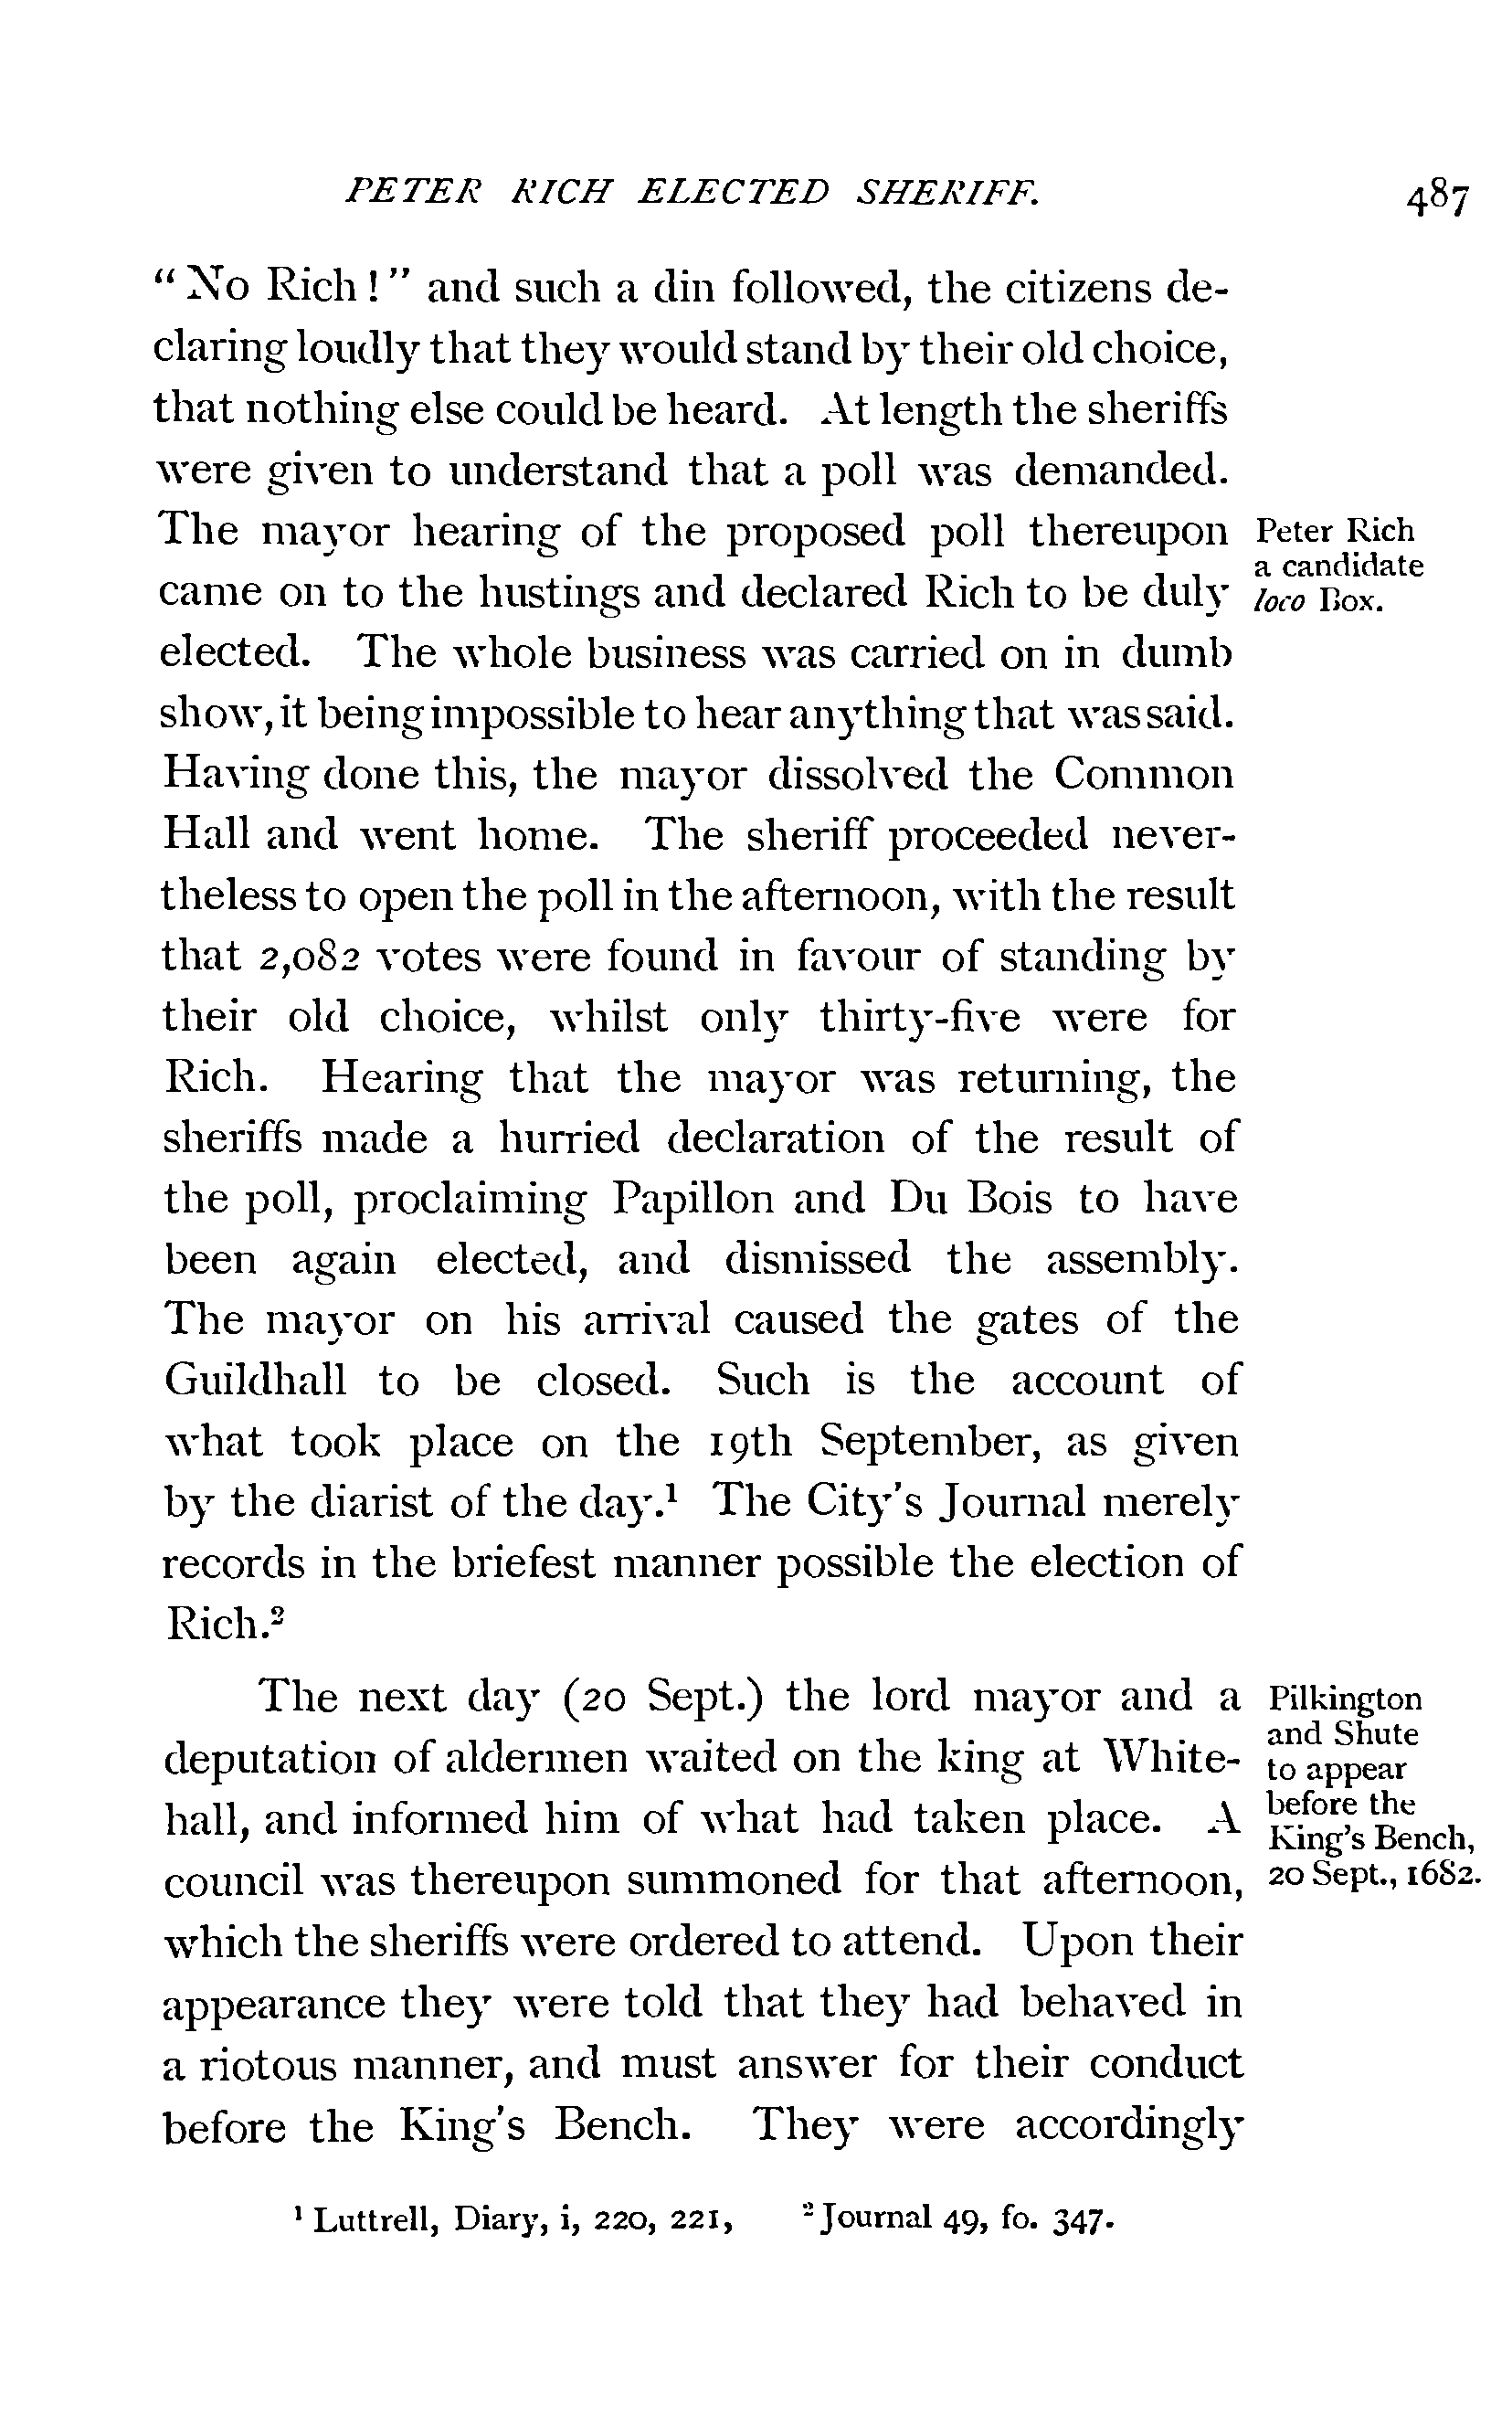 PETER RICH ELECTED SHERIFF. 487
“No Rich!” and such a din followed, the citizens de-
claring loudly that they would stand by their old choice,
that nothing else could be heard. At length the sheriffs
were given to understand that a poll was demanded.
The mayor hearing of the proposed poll thereupon
came on to the hustings and declared Rich to be duly
elected. The whole business was carried on in dumb
show, it being impossible to hear anything that was said.
Having done this, the mayor dissolved the Common
Hall and went home. The sheriff proceeded never-
theless to open the poll in the afternoon, with the result
that 2,082 votes were found in favour of standing by
their old choice, whilst only thirty-five were for
Rich. Hearing that the mayor was returning, the
sheriffs made a hurried declaration of the result of
the poll, proclaiming Papillon and Du Bois to have
been again elected, and dismissed the assembly.
The mayor on his arrival caused the gates of the
Guildhall to be closed. Such is the account of
what took place on the 19th September, as given
by the diarist of the day.¹ The City's Journal merely
records in the briefest manner possible the election of
Rich.²
Peter Rich
a candidate
loco Box.
The next day (20 Sept.) the lord mayor and a
deputation of aldermen waited on the king at White-
hall, and informed him of what had taken place. A
council was thereupon summoned for that afternoon,
which the sheriffs were ordered to attend. Upon their
appearance they were told that they had behaved in
a riotous manner, and must answer for their conduct
before the King's Bench. They were accordingly
Pilkington
and Shute
to appear
before the
King's Bench,
20 Sept., 1682.
¹ Luttrell, Diary, i, 220, 221, ² Journal 49, fo. 347.